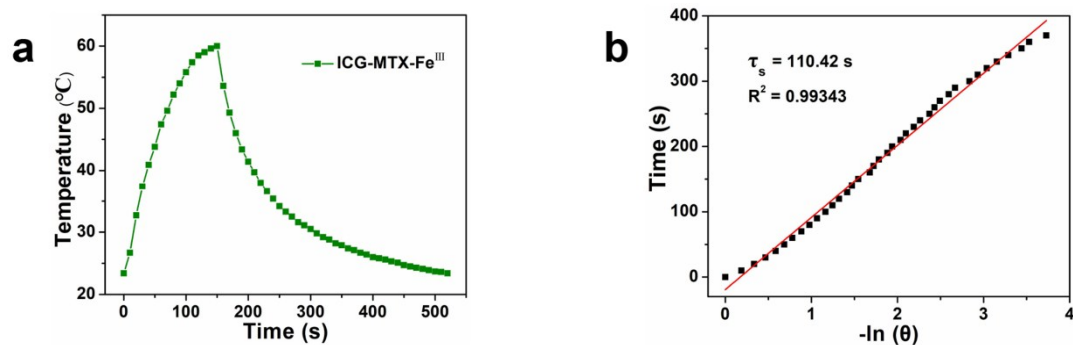 a
60
50
40
30
20
Temperature (℃)
0 100 200 300 400 500
Time (s)
ICG-MTX-Feᴵᴵᴵ
b
400
300
200
100
0
Time (s)
0 1 2 3 4
-ln (θ)
τₛ = 110.42 s
R² = 0.99343